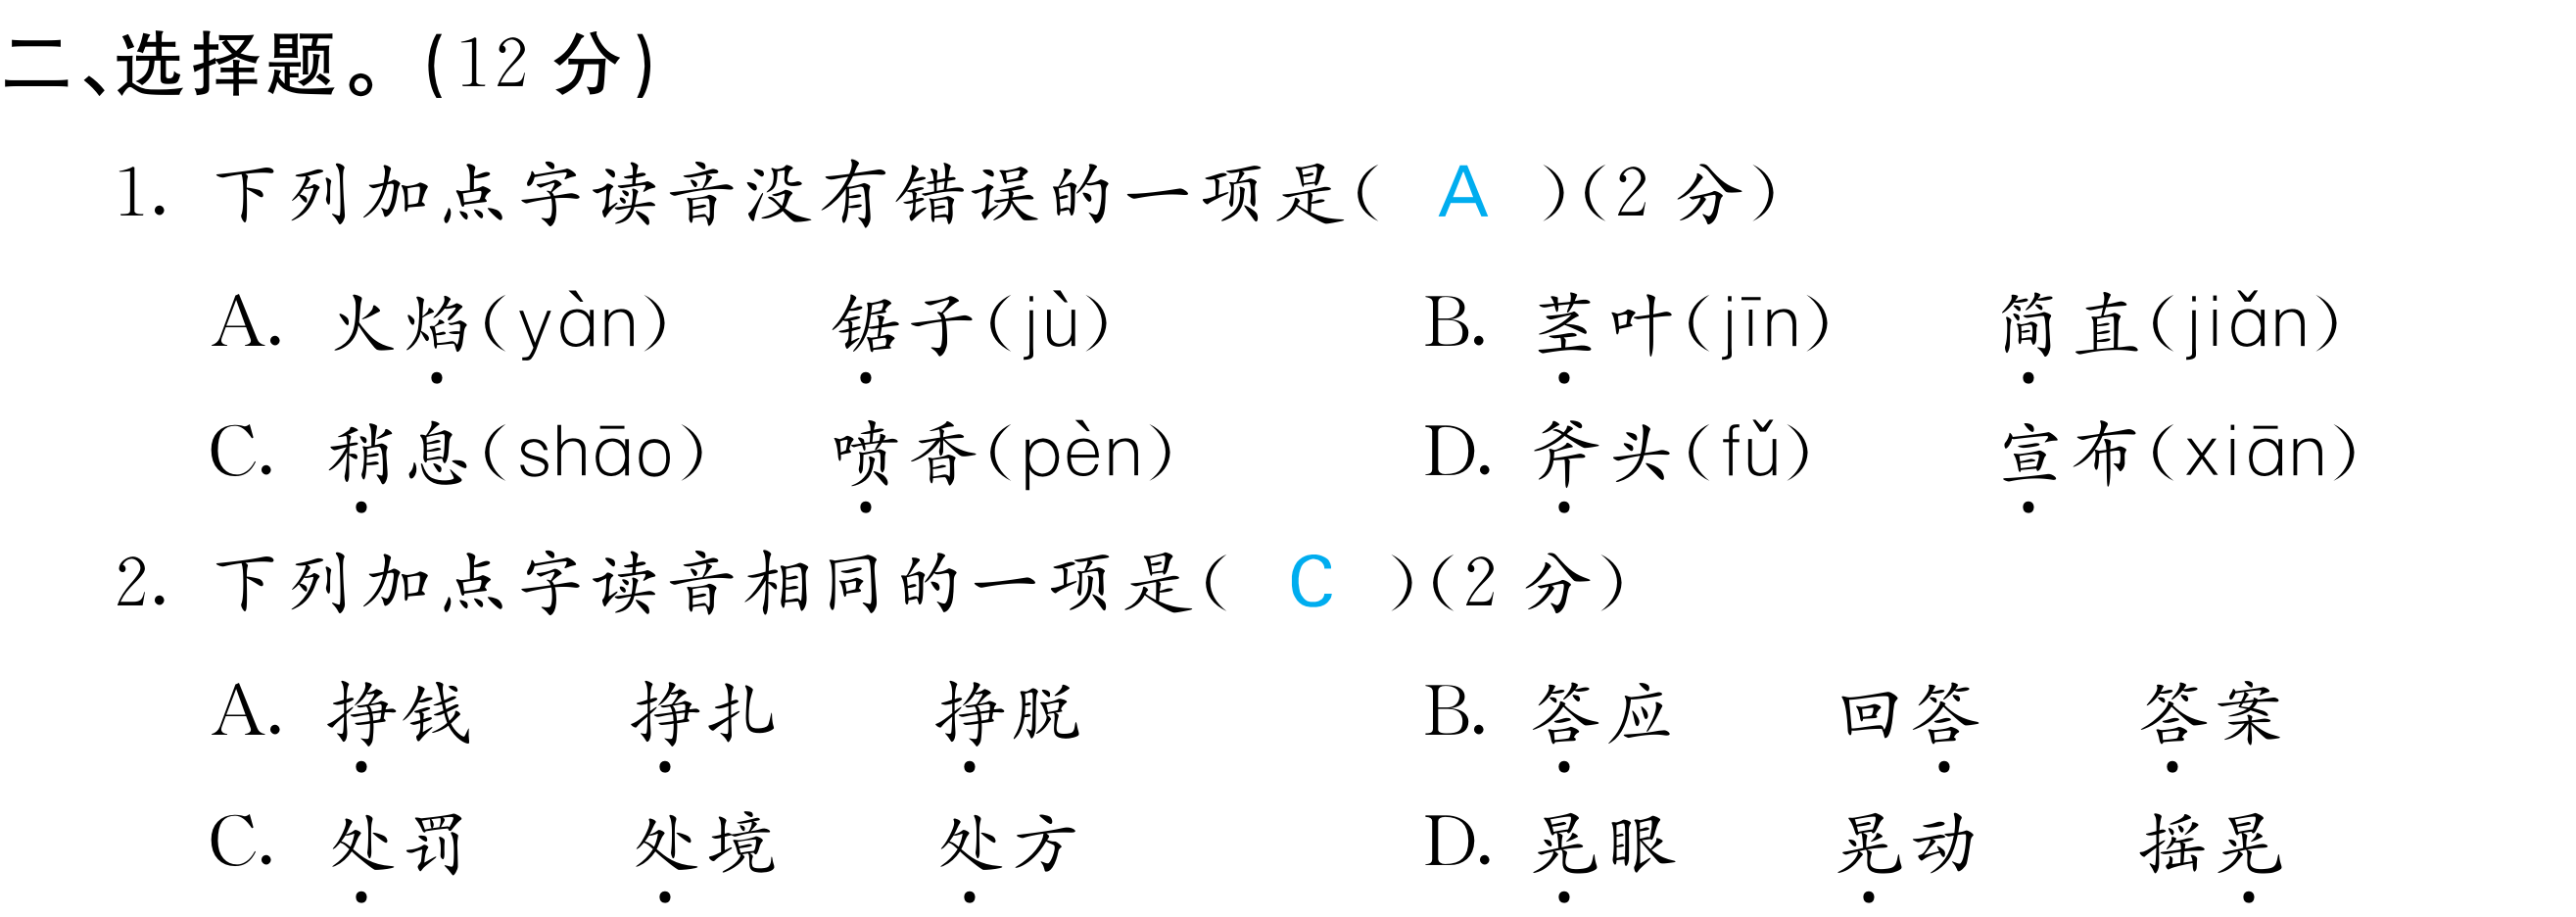 二、选择题。(12 分)
1. 下列加点字读音没有错误的一项是( A )(2 分)
A. 火焰(yàn) 锯子(jù) B. 茎叶(jīn) 简直(jiǎn)
C. 稍息(shāo) 喷香(pèn) D. 斧头(fǔ) 宣布(xiān)
2. 下列加点字读音相同的一项是( C )(2 分)
A. 挣钱 挣扎 挣脱 B. 答应 回答 答案
C. 处罚 处境 处方 D. 晃眼 晃动 摇晃